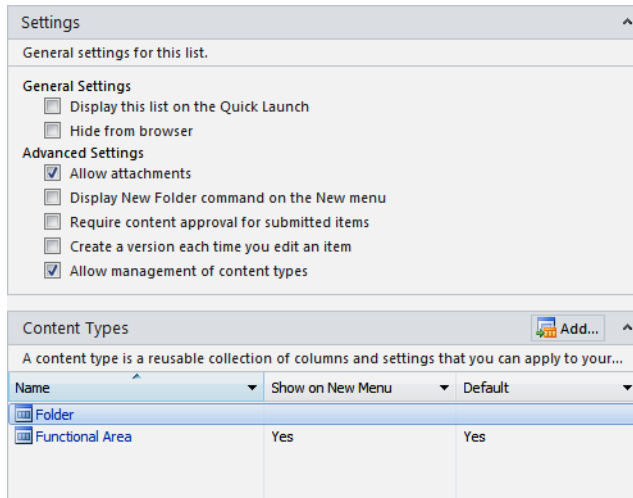 Settings
General settings for this list.
General Settings
Display this list on the Quick Launch
Hide from browser
Advanced Settings
Allow attachments
Display New Folder command on the New menu
Require content approval for submitted items
Create a version each time you edit an item
Allow management of content types
Content Types Add...
A content type is a reusable collection of columns and settings that you can apply to your...
Name Show on New Menu Default
Folder
Functional Area Yes Yes